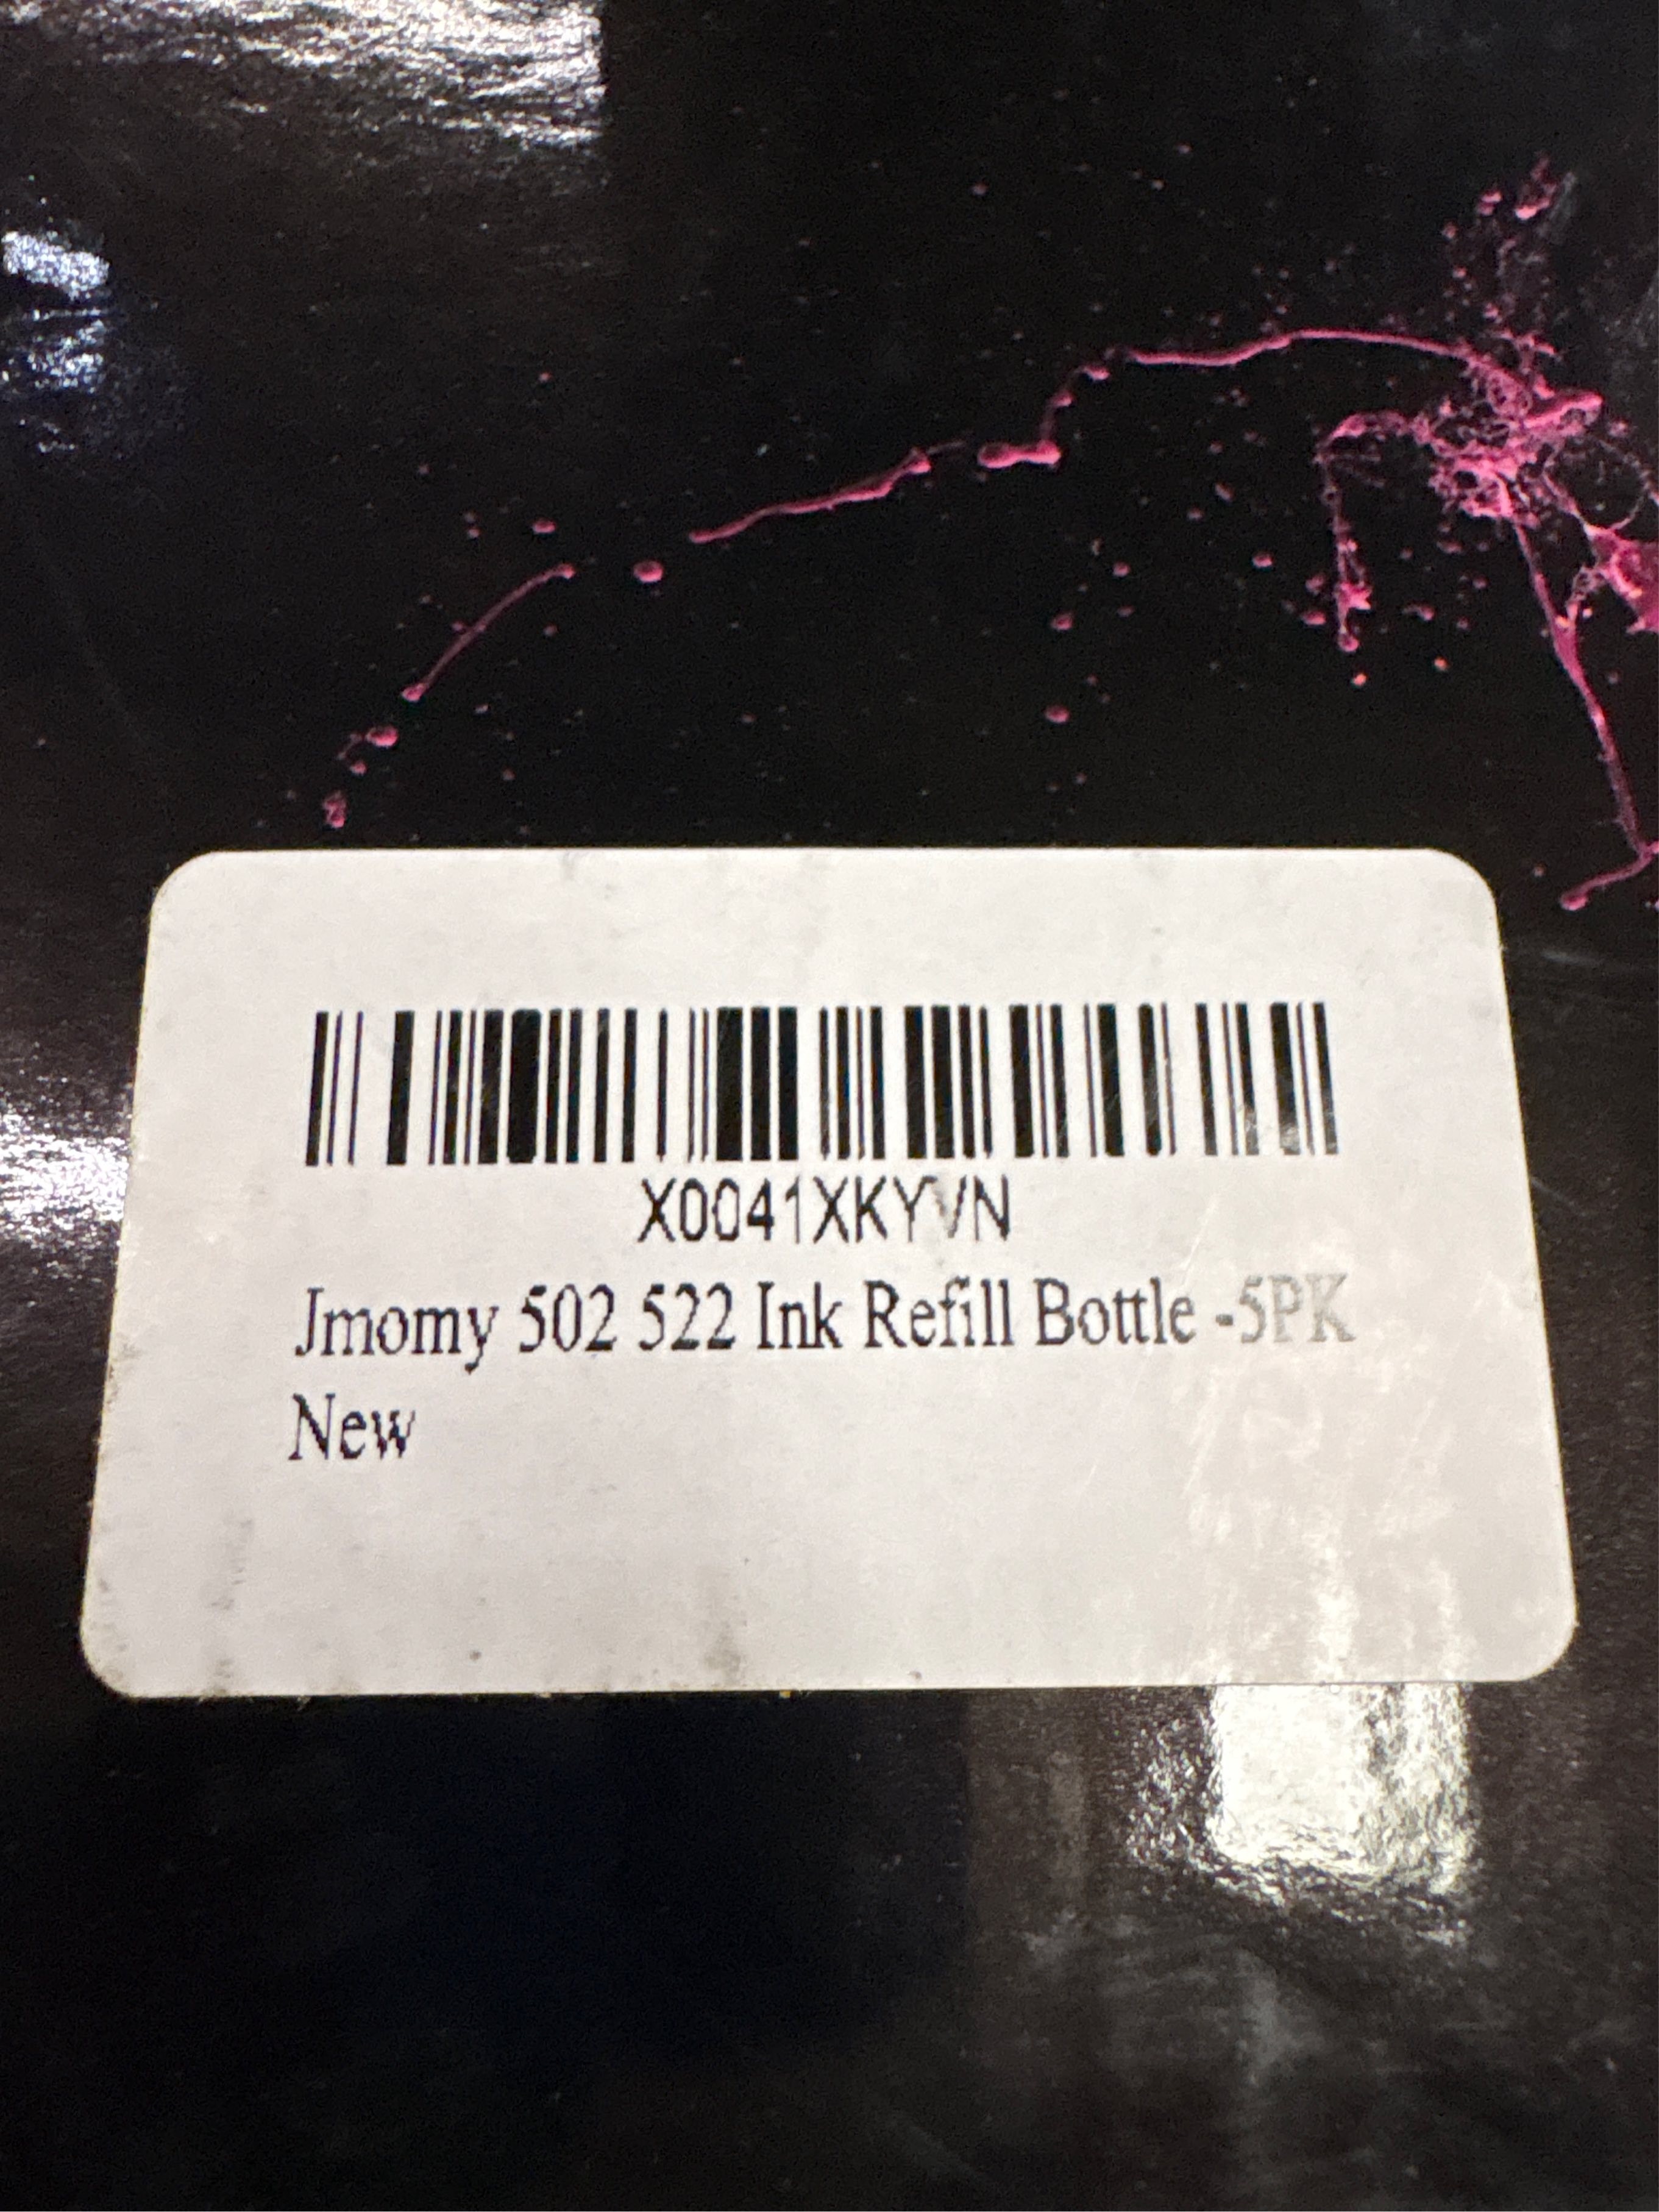 X0041XKYVN
Jmomy 502 522 Ink Refill Bottle -5PK
New